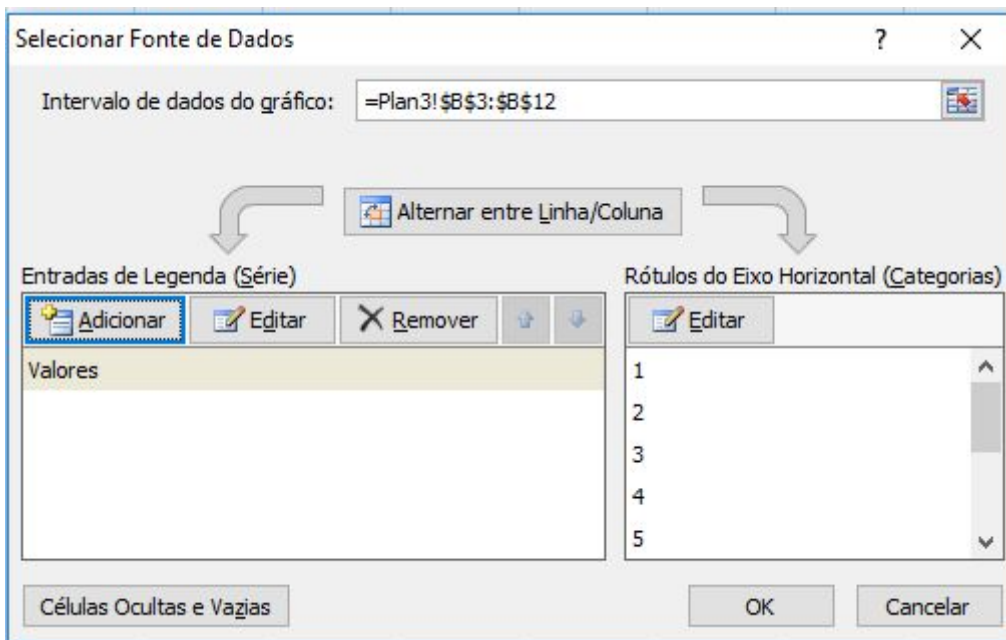 Selecionar Fonte de Dados
?
Intervalo de dados do gráfico: =Plan3!$B$3:$B$12
Alternar entre Linha/Coluna
Entradas de Legenda (Série)
Adicionar Editar Remover
Valores
Rótulos do Eixo Horizontal (Categorias)
Editar
1
2
3
4
5
Células Ocultas e Vazias
OK Cancelar